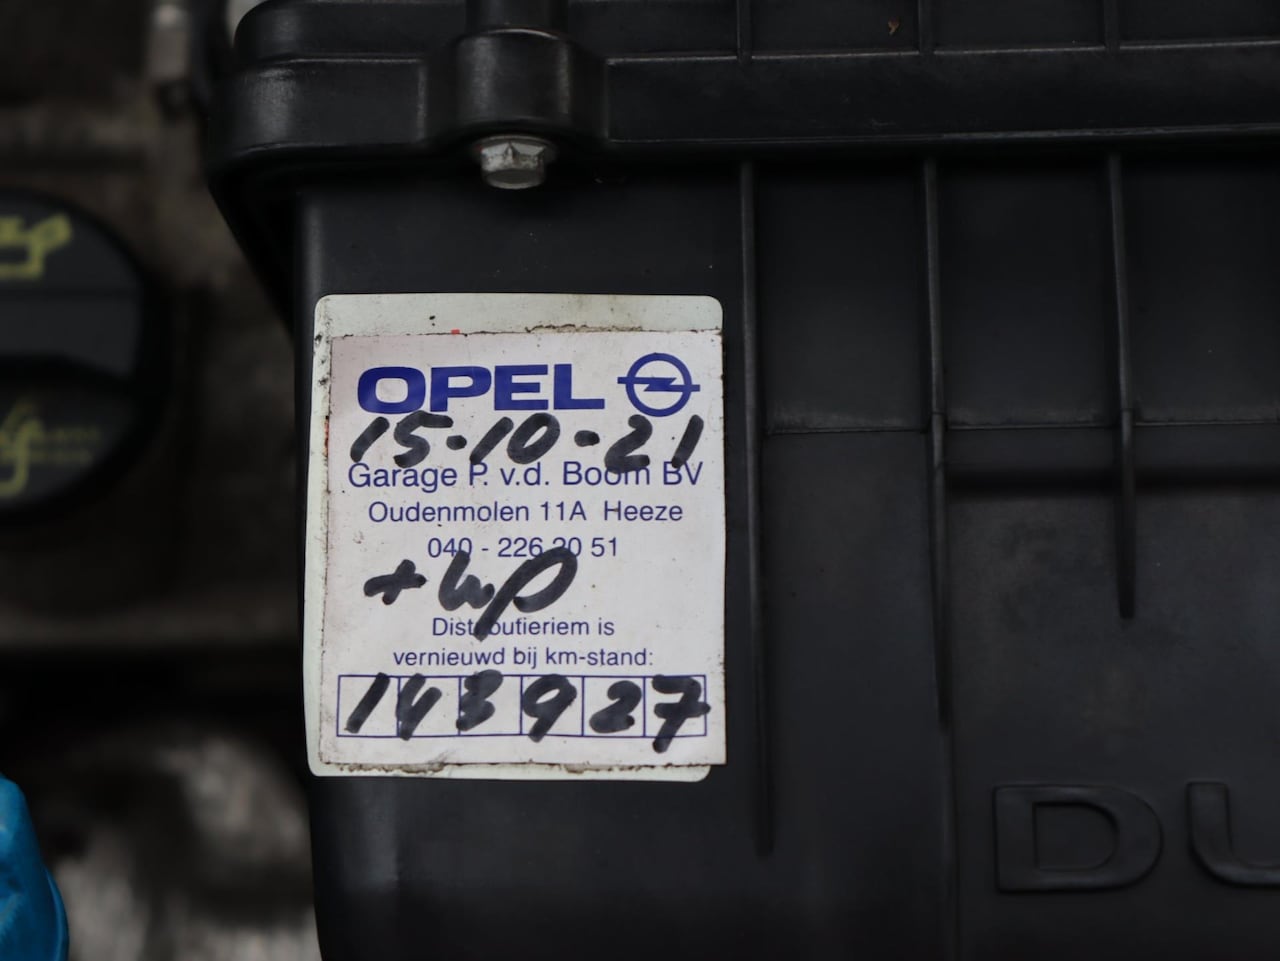 OPEL
15-10-21
Garage P. v.d. Boom BV
Oudenmolen 11A Heeze
040 - 226 20 51
+ wp
Distributieriem is
vernieuwd bij km-stand:
143927
DU